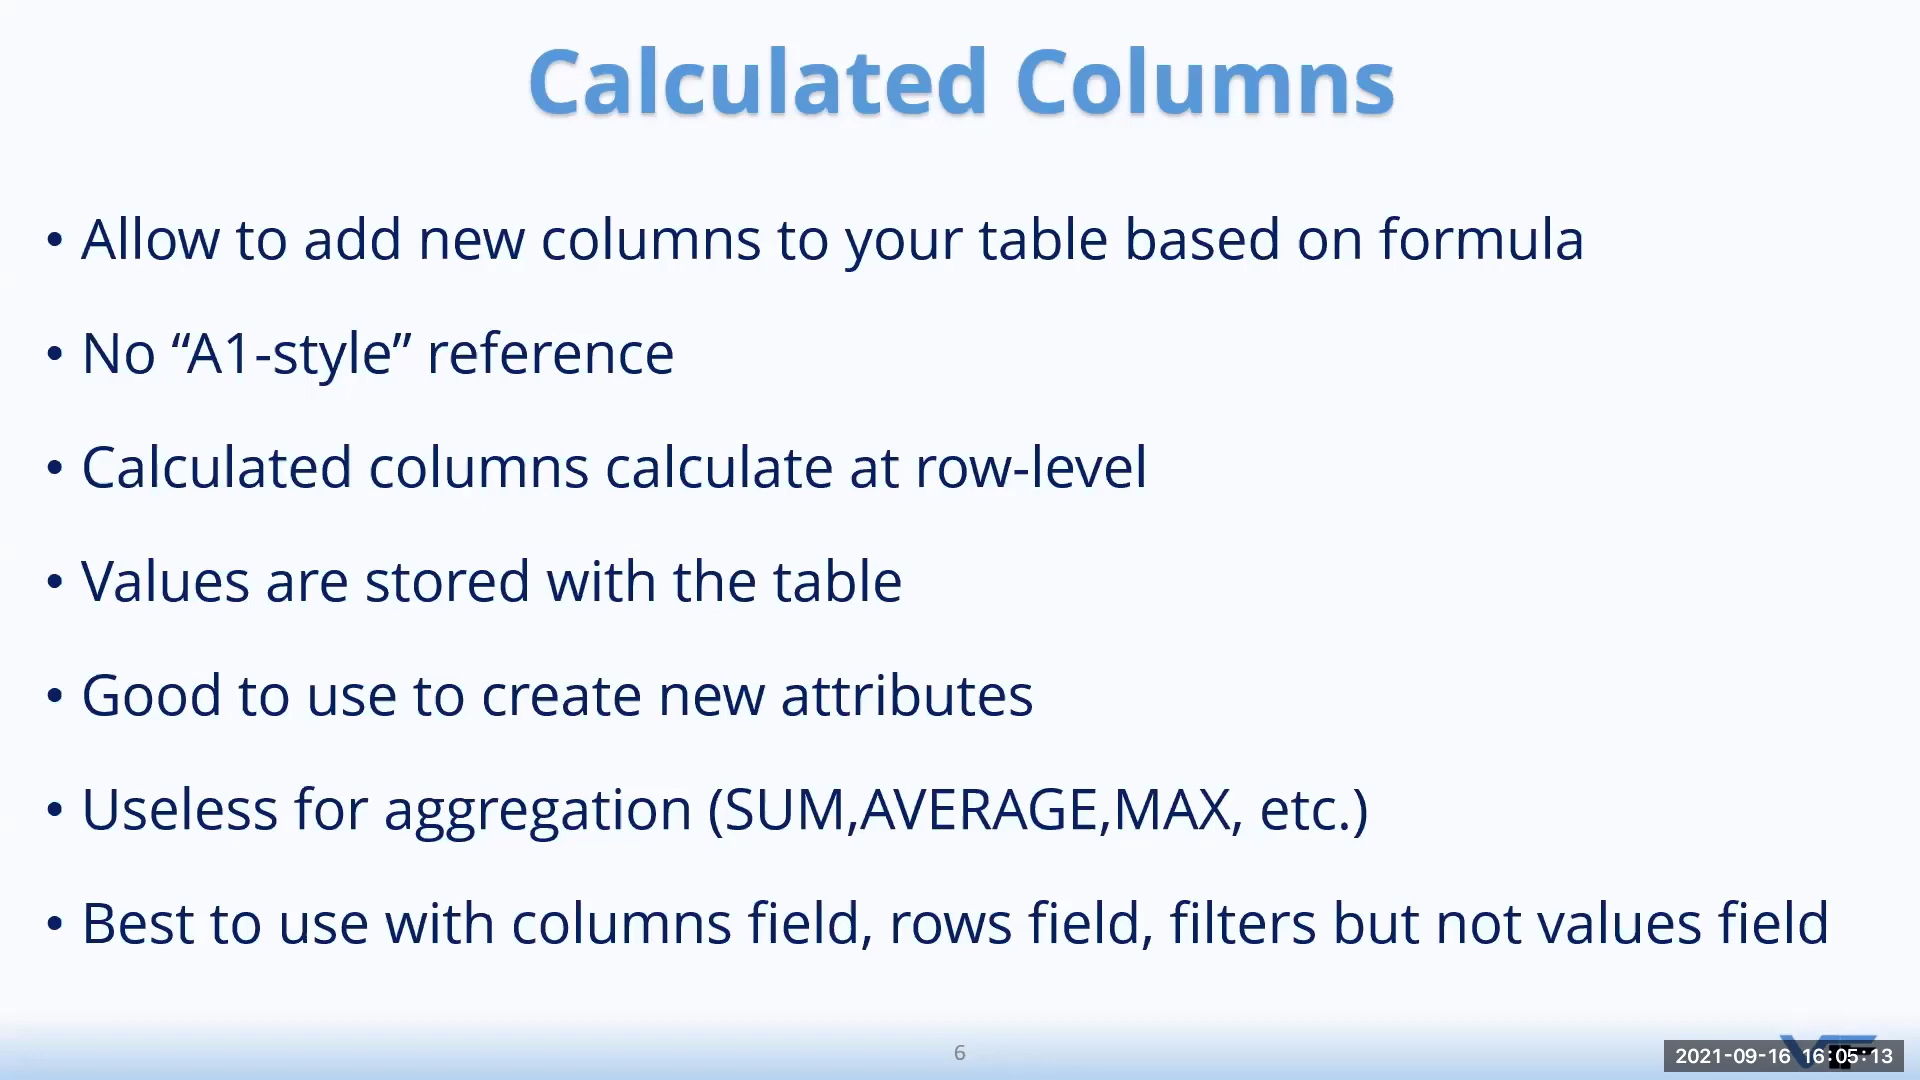 Calculated Columns
• Allow to add new columns to your table based on formula
• No “A1-style” reference
• Calculated columns calculate at row-level
• Values are stored with the table
• Good to use to create new attributes
• Useless for aggregation (SUM,AVERAGE,MAX, etc.)
• Best to use with columns field, rows field, filters but not values field
6
2021-09-16 16:05:13